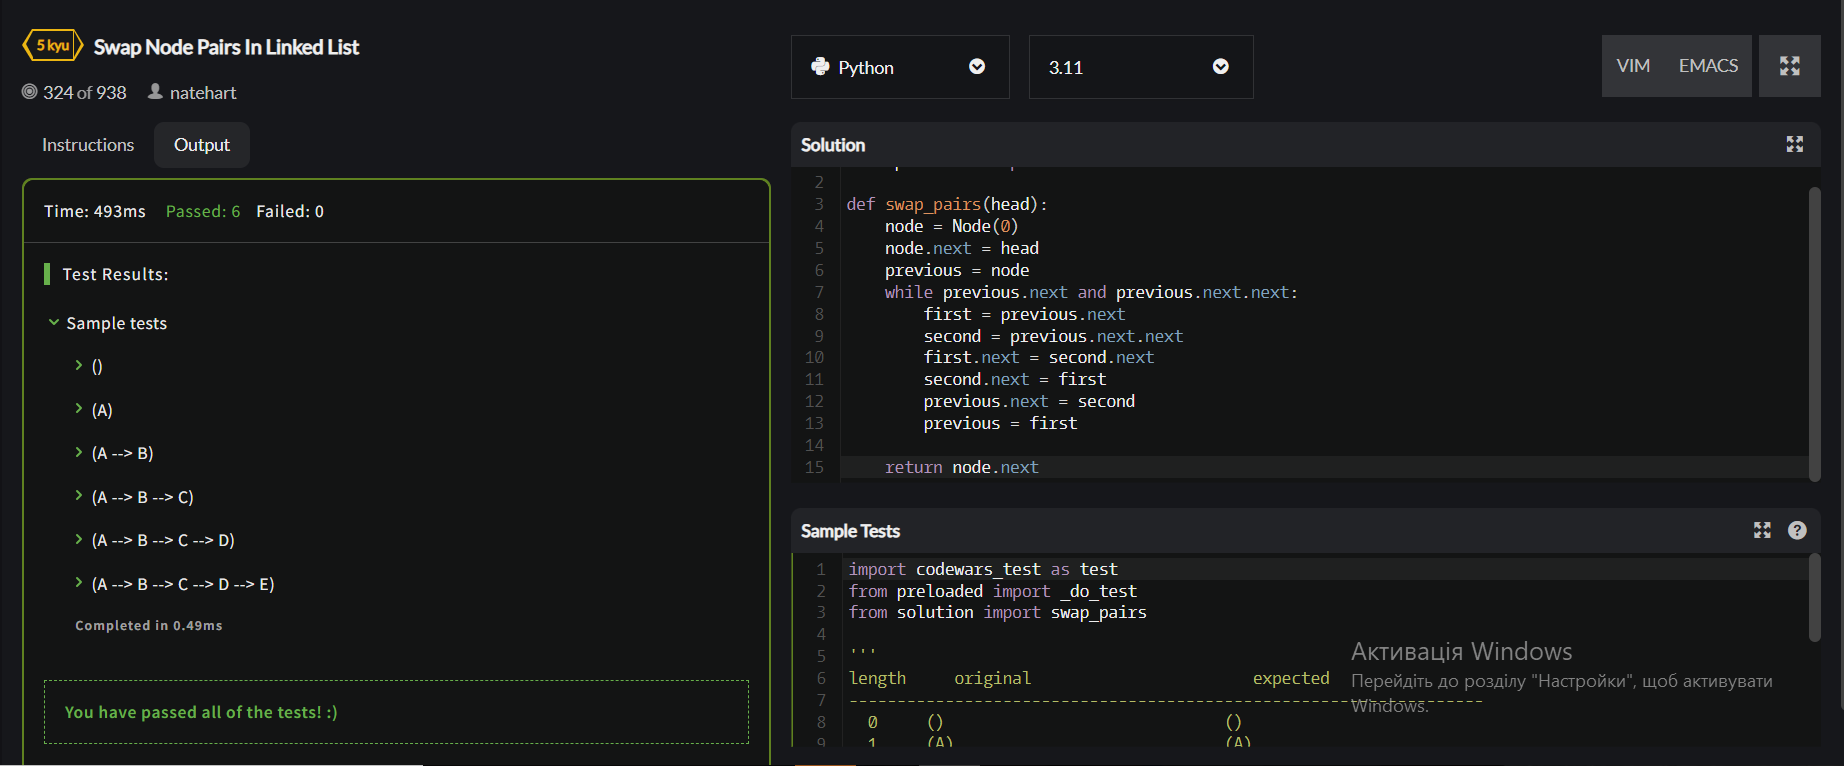 5 kyu Swap Node Pairs In Linked List
324 of 938 natehart
Instructions Output
Time: 493ms Passed: 6 Failed: 0
Test Results:
Sample tests
()
(A)
(A --> B)
(A --> B --> C)
(A --> B --> C --> D)
(A --> B --> C --> D --> E)
Completed in 0.49ms
You have passed all of the tests! :)
Python 3.11 VIM EMACS
Solution
2
3 def swap_pairs(head):
4     node = Node(0)
5     node.next = head
6     previous = node
7     while previous.next and previous.next.next:
8         first = previous.next
9         second = previous.next.next
10         first.next = second.next
11         second.next = first
12         previous.next = second
13         previous = first
14
15     return node.next
Sample Tests
?
1 import codewars_test as test
2 from preloaded import _do_test
3 from solution import swap_pairs
4
5 '''
6 length     original                       expected
7 ------------------------------------------------------------------
8   0     ()                              ()
9   1     (A)                             (A)
Активація Windows
Перейдіть до розділу "Настройки", щоб активувати
Windows.